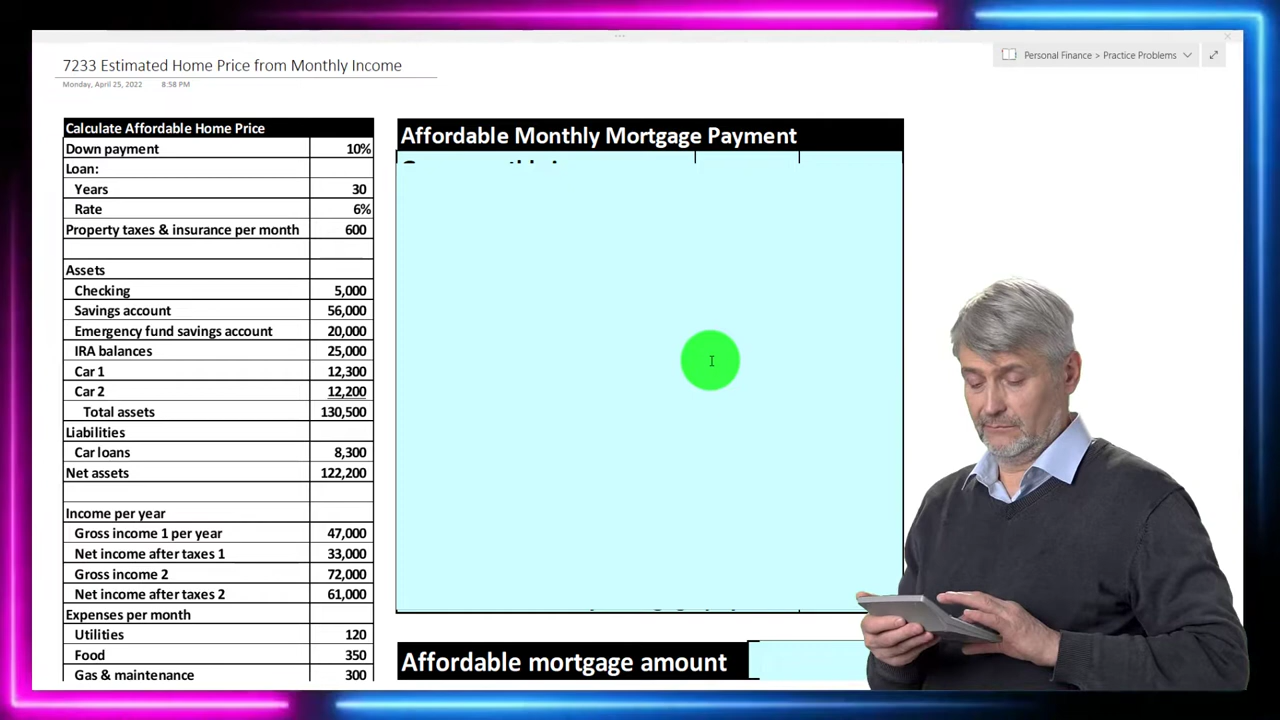 7233 Estimated Home Price from Monthly Income
Monday, April 25, 2022 8:58 PM
Personal Finance > Practice Problems
Calculate Affordable Home Price
Down payment 10%
Loan:
Years 30
Rate 6%
Property taxes & insurance per month 600
Assets
Checking 5,000
Savings account 56,000
Emergency fund savings account 20,000
IRA balances 25,000
Car 1 12,300
Car 2 12,200
Total assets 130,500
Liabilities
Car loans 8,300
Net assets 122,200
Income per year
Gross income 1 per year 47,000
Net income after taxes 1 33,000
Gross income 2 72,000
Net income after taxes 2 61,000
Expenses per month
Utilities 120
Food 350
Gas & maintenance 300
Affordable Monthly Mortgage Payment
Affordable mortgage amount